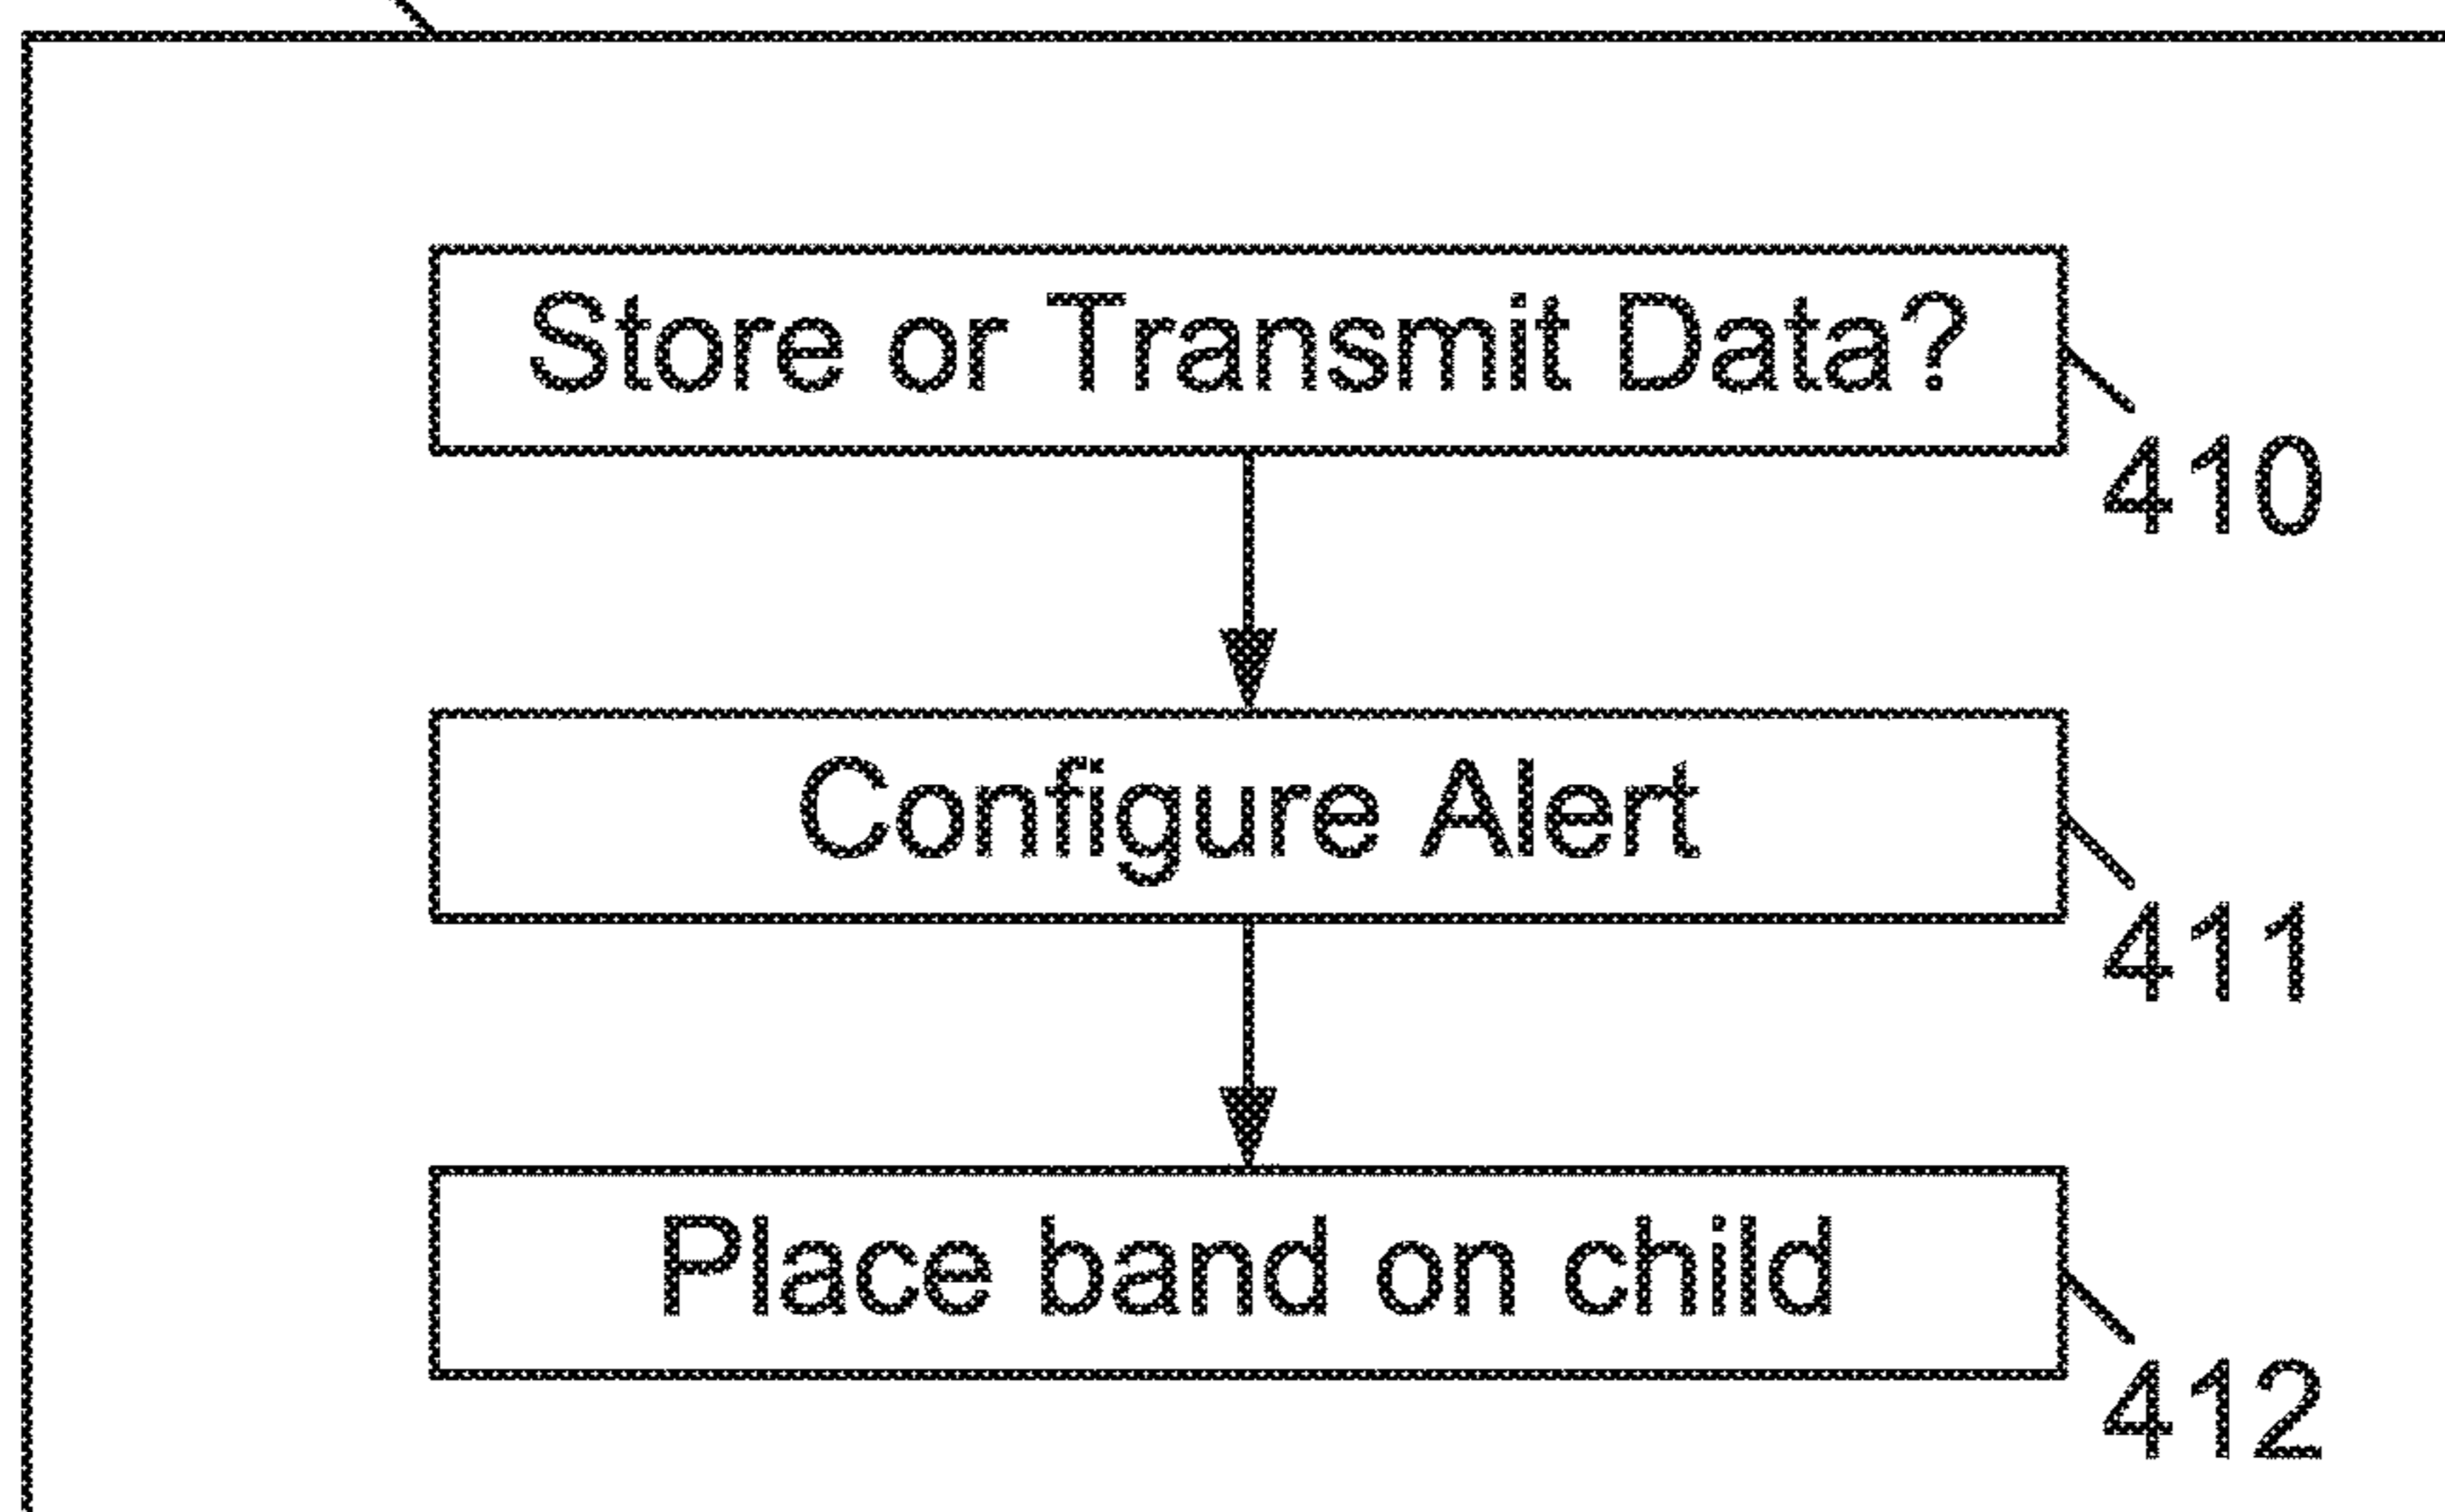 Store or Transmit Data?
410
Configure Alert
411
Place band on child
412